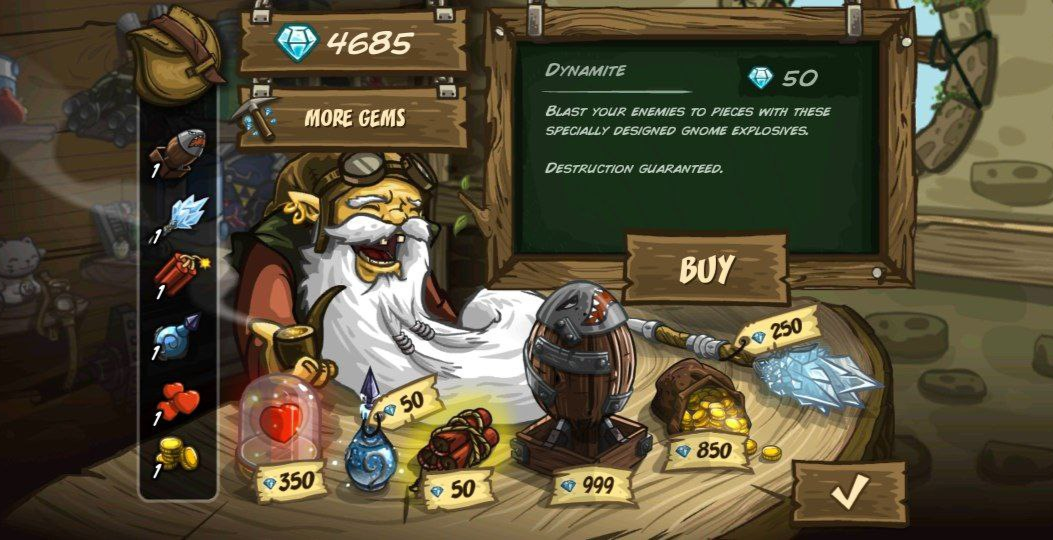 4685
MORE GEMS
DYNAMITE
50
BLAST YOUR ENEMIES TO PIECES WITH THESE
SPECIALLY DESIGNED GNOME EXPLOSIVES.
DESTRUCTION GUARANTEED.
BUY
1
1
1
1
1
1
250
50
350
50
999
850